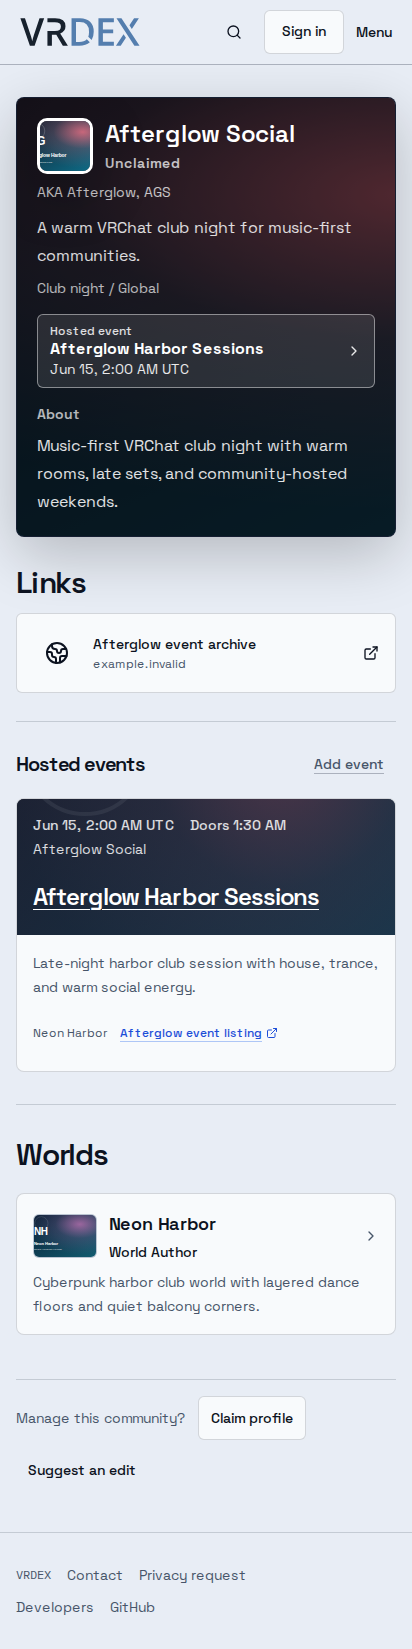 VRDEX
Sign in
Menu
Afterglow Social
Unclaimed
AKA Afterglow, AGS
A warm VRChat club night for music-first
communities.
Club night / Global
Hosted event
Afterglow Harbor Sessions
Jun 15, 2:00 AM UTC
About
Music-first VRChat club night with warm
rooms, late sets, and community-hosted
weekends.
Links
Afterglow event archive
example.invalid
Hosted events
Add event
Jun 15, 2:00 AM UTC Doors 1:30 AM
Afterglow Social
Afterglow Harbor Sessions
Late-night harbor club session with house, trance,
and warm social energy.
Neon Harbor Afterglow event listing
Worlds
NH
Neon Harbor
Neon Harbor
World Author
Cyberpunk harbor club world with layered dance
floors and quiet balcony corners.
Manage this community? Claim profile
Suggest an edit
VRDEX Contact Privacy request
Developers GitHub